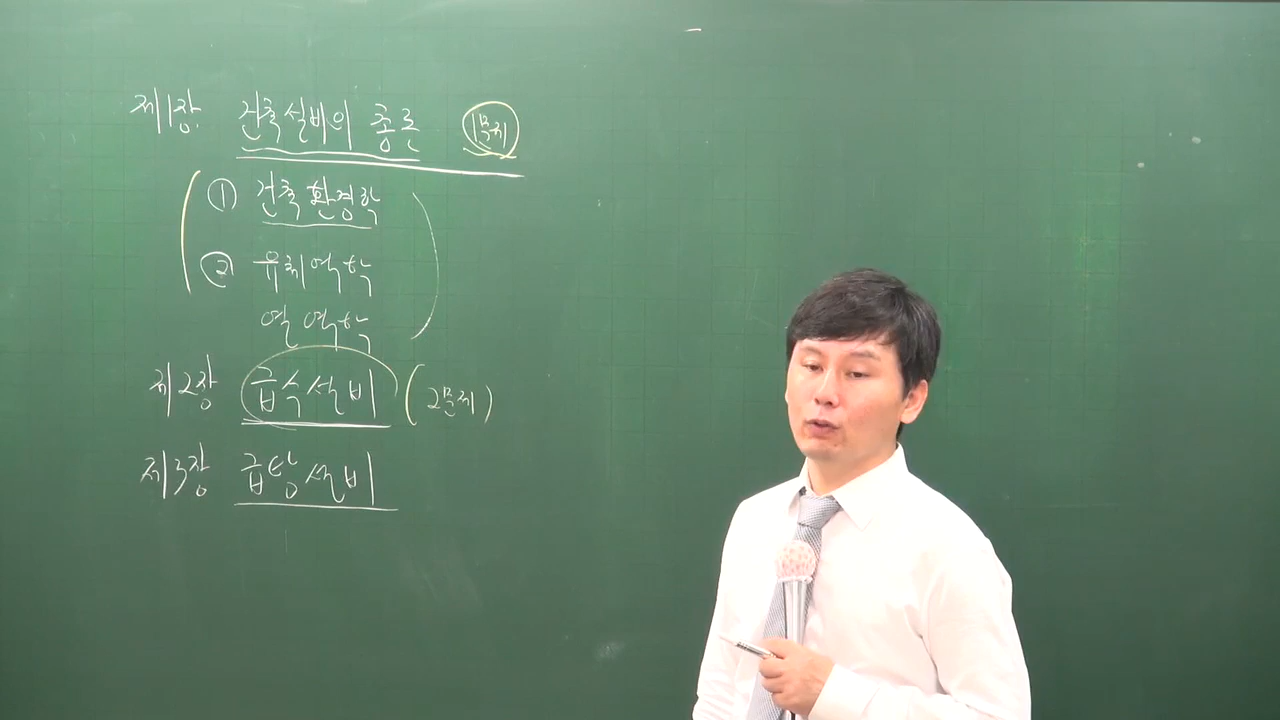 제1장 건축설비의 총론 1문제
① 건축환경학
② 유체역학
열역학
제2장 급수설비 (2문제)
제3장 급탕설비